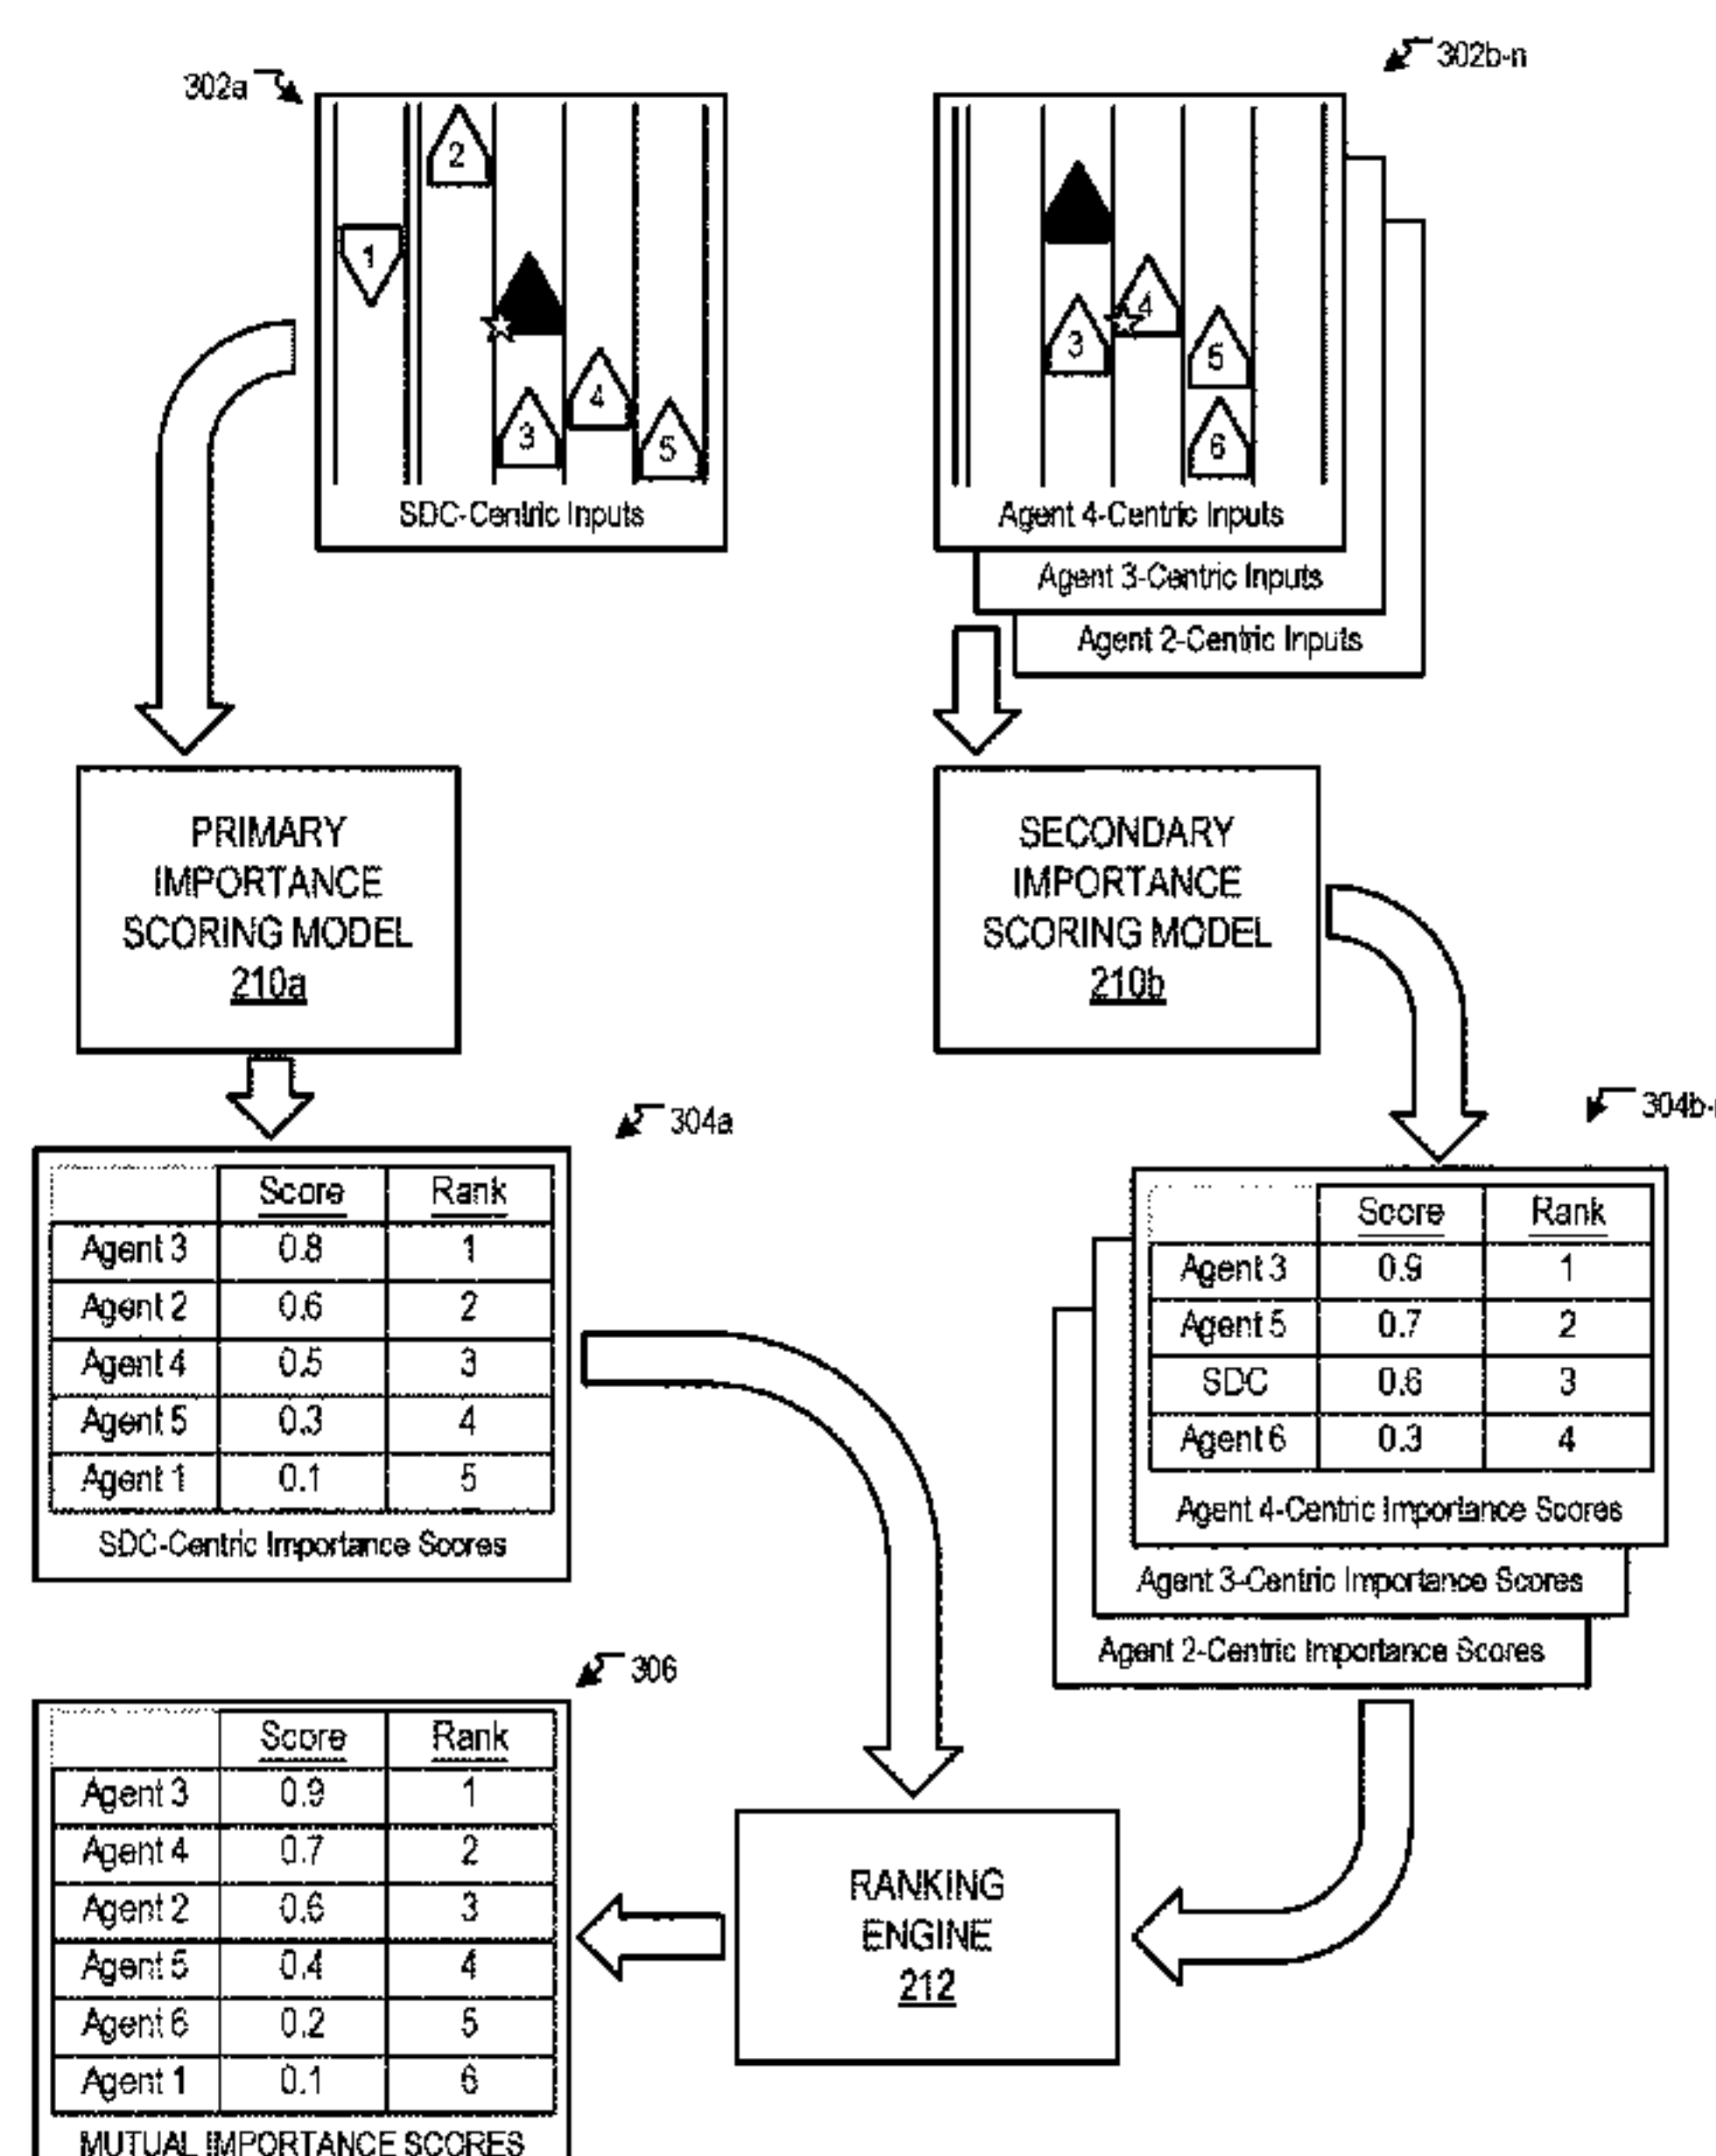 302a
302b-n
2
1
4
3
5
SDC-Centric Inputs
4
3
5
6
Agent 4-Centric Inputs
Agent 3-Centric Inputs
Agent 2-Centric Inputs
PRIMARY
IMPORTANCE
SCORING MODEL
210a
SECONDARY
IMPORTANCE
SCORING MODEL
210b
304a
Score Rank
Agent 3 0.8 1
Agent 2 0.6 2
Agent 4 0.5 3
Agent 5 0.3 4
Agent 1 0.1 5
SDC-Centric Importance Scores
304b-
Score Rank
Agent 3 0.9 1
Agent 5 0.7 2
SDC 0.6 3
Agent 6 0.3 4
Agent 4-Centric Importance Scores
Agent 3-Centric Importance Scores
Agent 2-Centric Importance Scores
306
Score Rank
Agent 3 0.9 1
Agent 4 0.7 2
Agent 2 0.6 3
Agent 5 0.4 4
Agent 6 0.2 5
Agent 1 0.1 6
MUTUAL IMPORTANCE SCORES
RANKING
ENGINE
212